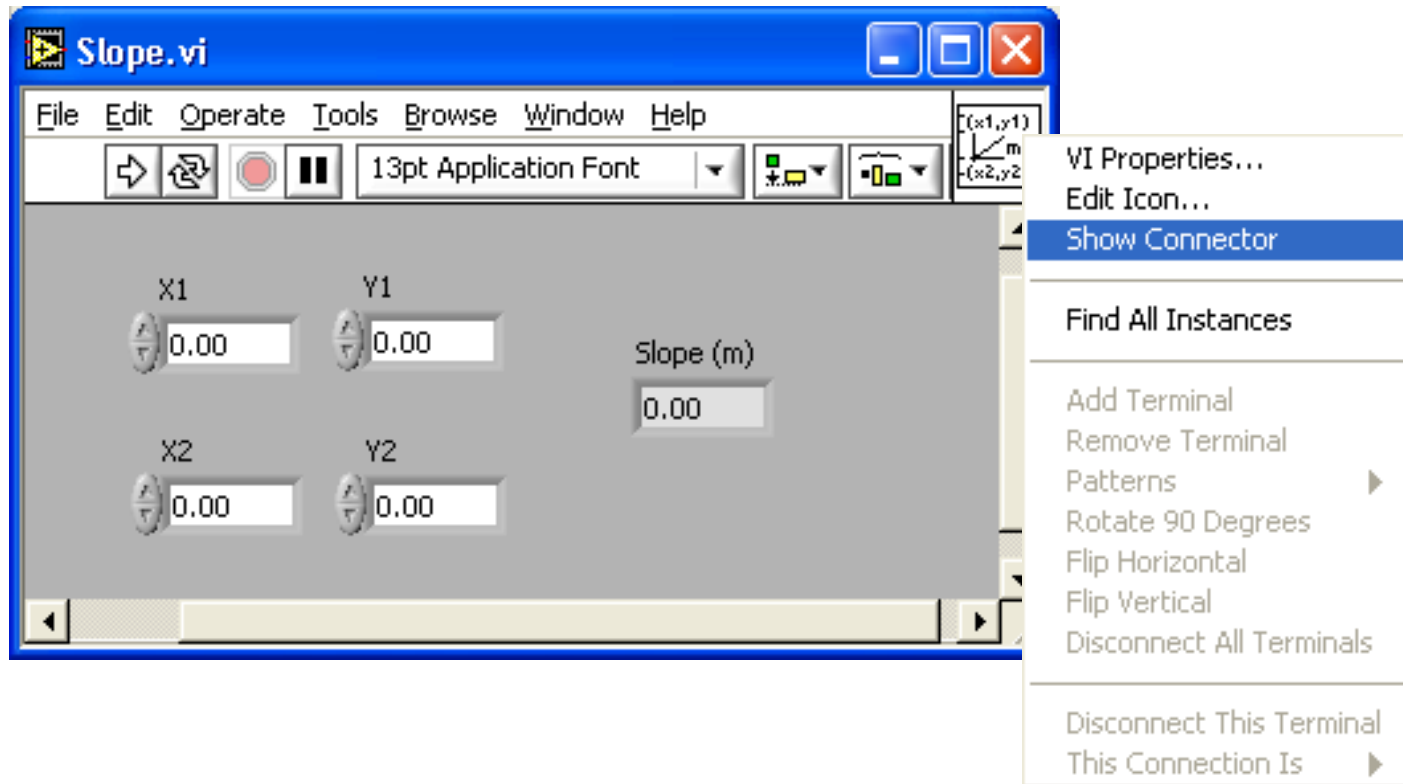 Slope.vi
File Edit Operate Tools Browse Window Help
(x1,y1)
m
(x2,y2
13pt Application Font
X1 Y1
0.00 0.00
Slope (m)
0.00
X2 Y2
0.00 0.00
VI Properties...
Edit Icon...
Show Connector
Find All Instances
Add Terminal
Remove Terminal
Patterns
Rotate 90 Degrees
Flip Horizontal
Flip Vertical
Disconnect All Terminals
Disconnect This Terminal
This Connection Is